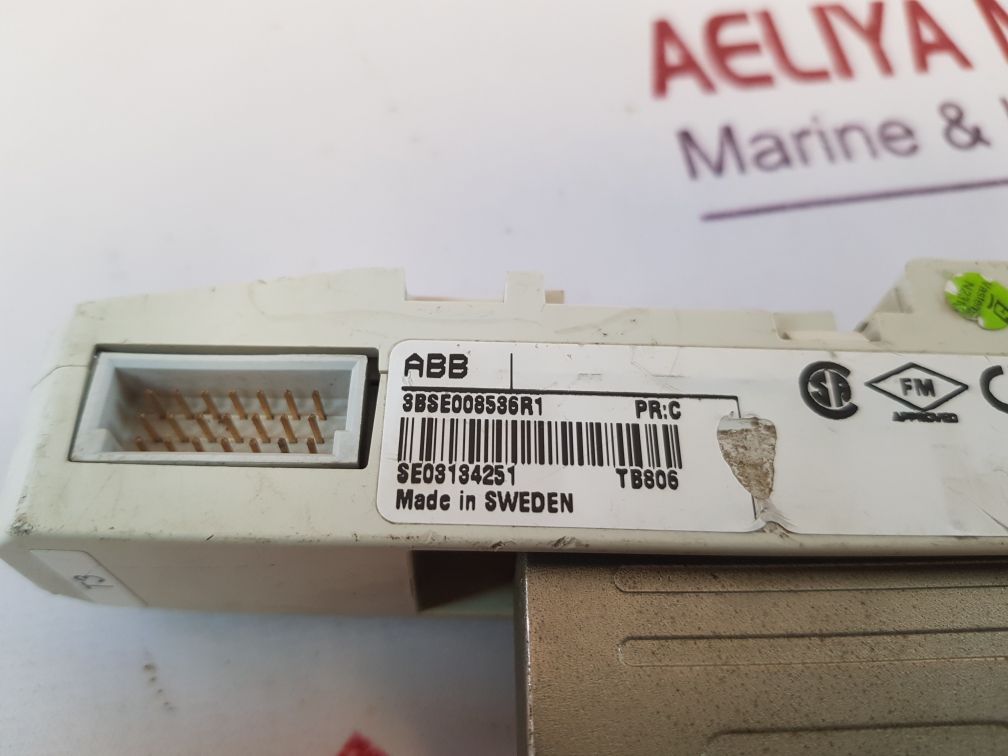 AELIYA
Marine &
ABB
3BSE008536R1 PR:C
SE03134251 TB806
Made in SWEDEN
FM
APPROVED